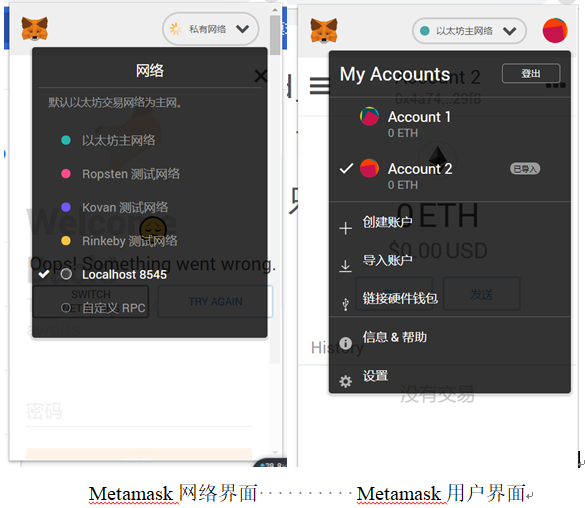 私有网络
网络
默认以太坊交易网络为主网。
以太坊主网络
Ropsten 测试网络
Kovan 测试网络
Rinkeby 测试网络
Welcome
Oops! Something went wrong.
Localhost 8545
SWITCH
TRY AGAIN
自定义 RPC
密码
以太坊主网络
My Accounts
登出
Account 1
0 ETH
Account 2
0 ETH
已导入
0 ETH
创建账户
$0.00 USD
导入账户
发送
链接硬件钱包
信息 & 帮助
History
设置
没有交易
Metamask 网络界面 Metamask 用户界面